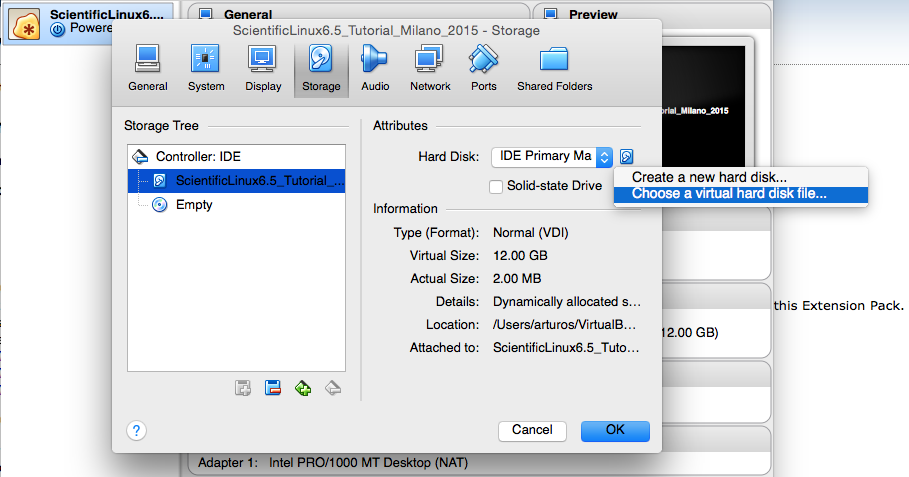 ScientificLinux6....
Powere
General
Preview
orial_Milano_2015
ScientificLinux6.5_Tutorial_Milano_2015 - Storage
General System Display Storage Audio Network Ports Shared Folders
Storage Tree
Controller: IDE
ScientificLinux6.5_Tutorial_...
Empty
Attributes
Hard Disk: IDE Primary Ma
Solid-state Drive
Create a new hard disk...
Choose a virtual hard disk file...
Information
Type (Format): Normal (VDI)
Virtual Size: 12.00 GB
Actual Size: 2.00 MB
Details: Dynamically allocated s...
Location: /Users/arturos/VirtualB...
Attached to: ScientificLinux6.5_Tuto...
this Extension Pack.
12.00 GB)
? Cancel OK
Adapter 1: Intel PRO/1000 MT Desktop (NAT)